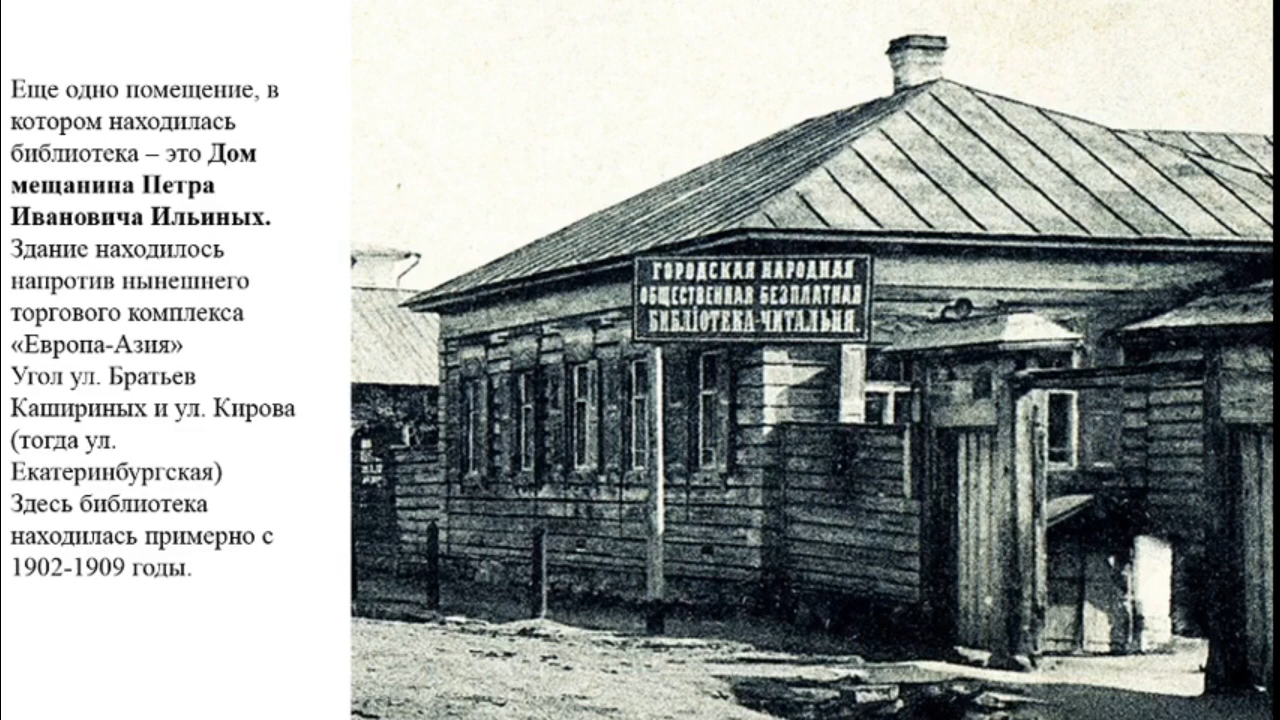 Еще одно помещение, в
котором находилась
библиотека – это Дом
мещанина Петра
Ивановича Ильиных.
Здание находилось
напротив нынешнего
торгового комплекса
«Европа-Азия»
Угол ул. Братьев
Кашириных и ул. Кирова
(тогда ул.
Екатеринбургская)
Здесь библиотека
находилась примерно с
1902-1909 годы.
ГОРОДСКАЯ НАРОДНАЯ
ОБЩЕСТВЕННАЯ БЕЗПЛАТНАЯ
БИБЛІОТЕКА-ЧИТАЛЬНЯ.